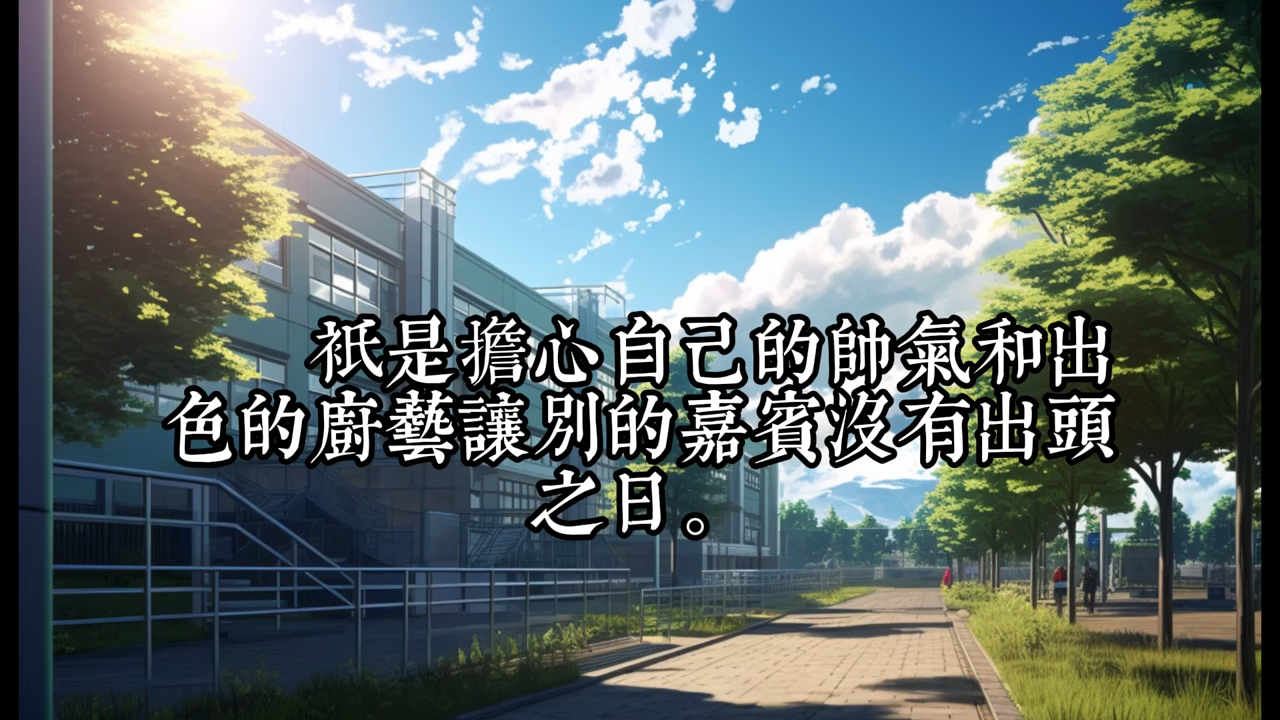 祇是擔心自己的帥氣和出
色的廚藝讓別的嘉賓沒有出頭
之日。